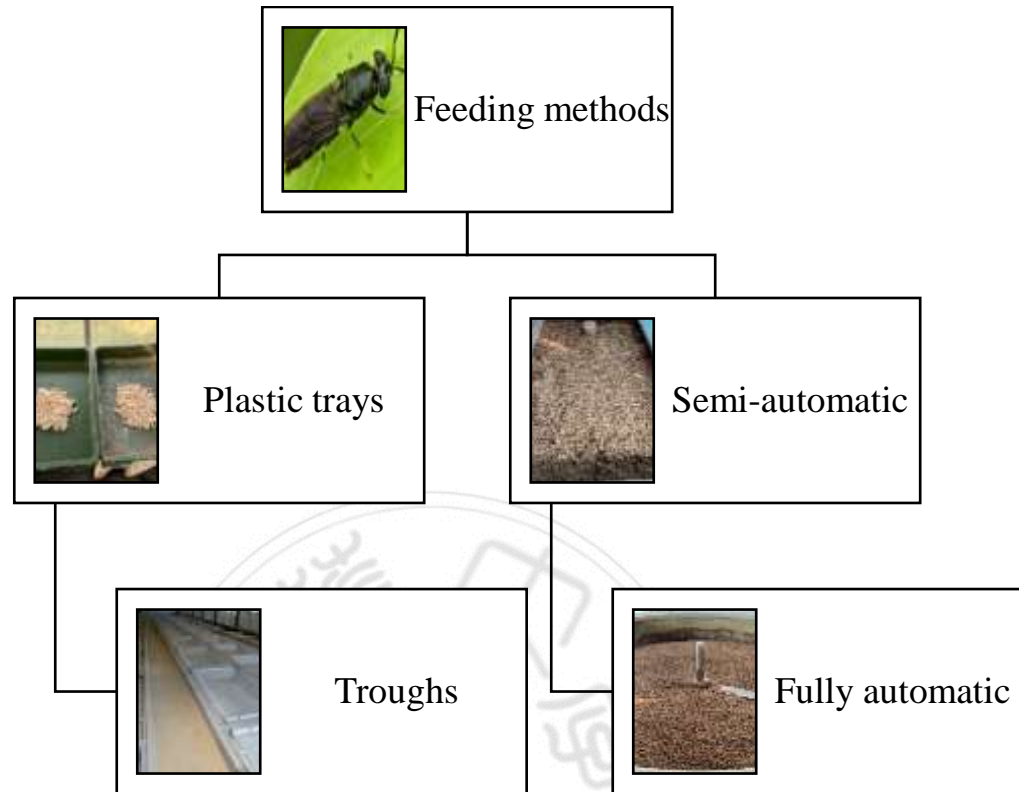 Feeding methods
Plastic trays
Semi-automatic
Troughs
Fully automatic